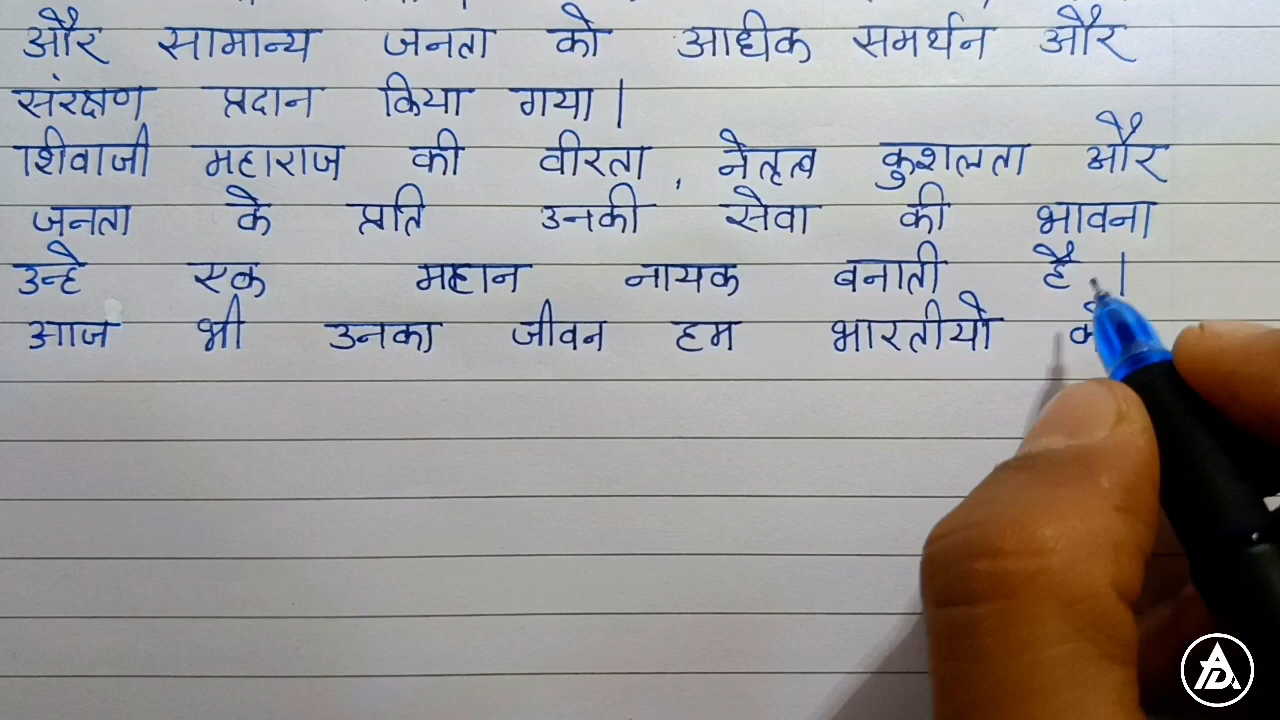 और सामान्य जनता को आधीक समर्थन और
संरक्षण प्रदान किया गया|
शिवाजी महाराज की वीरता, नेतृत्व कुशलता और
जनता के प्रति उनकी सेवा की भावना
उन्हे एक महान नायक बनाती है|
आज भी उनका जीवन हम भारतीयो